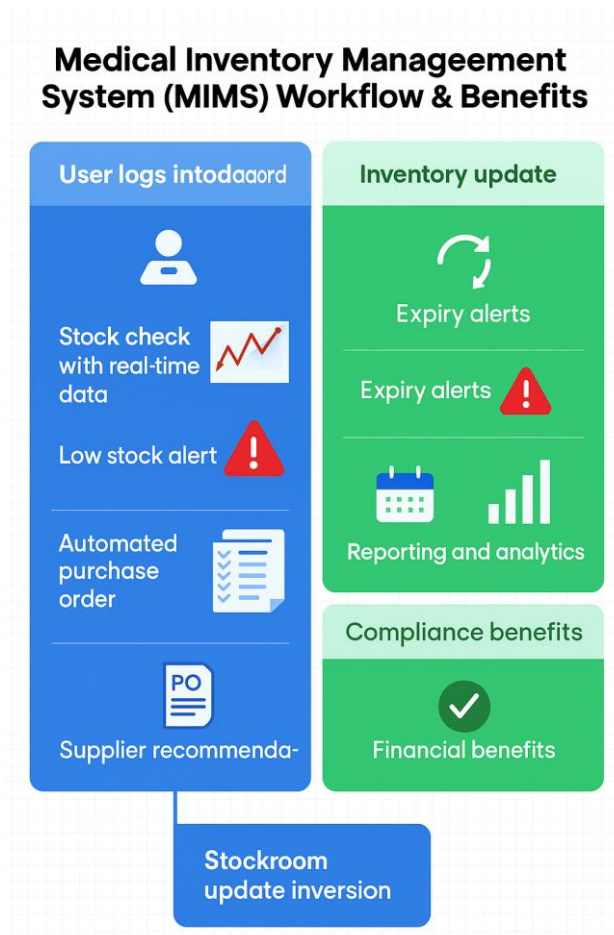 Medical Inventory Manageement
System (MIMS) Workflow & Benefits
User logs intodaaord
Stock check
with real-time
data
Low stock alert
Automated
purchase
order
PO
Supplier recommenda-
Inventory update
Expiry alerts
Expiry alerts
Reporting and analytics
Compliance benefits
Financial benefits
Stockroom
update inversion